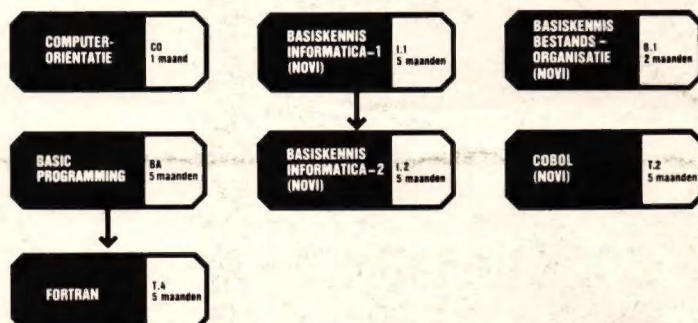 COMPUTER-
ORIËNTATIE
CO
1 maand
BASISKENNIS
INFORMATICA-1
(NOVI)
I.1
5 maanden
BASISKENNIS
BESTANDS-
ORGANISATIE
(NOVI)
B.1
2 maanden
BASIC
PROGRAMMING
BA
5 maanden
BASISKENNIS
INFORMATICA-2
(NOVI)
I.2
5 maanden
COBOL
(NOVI)
T.2
5 maanden
FORTRAN
T.4
5 maanden